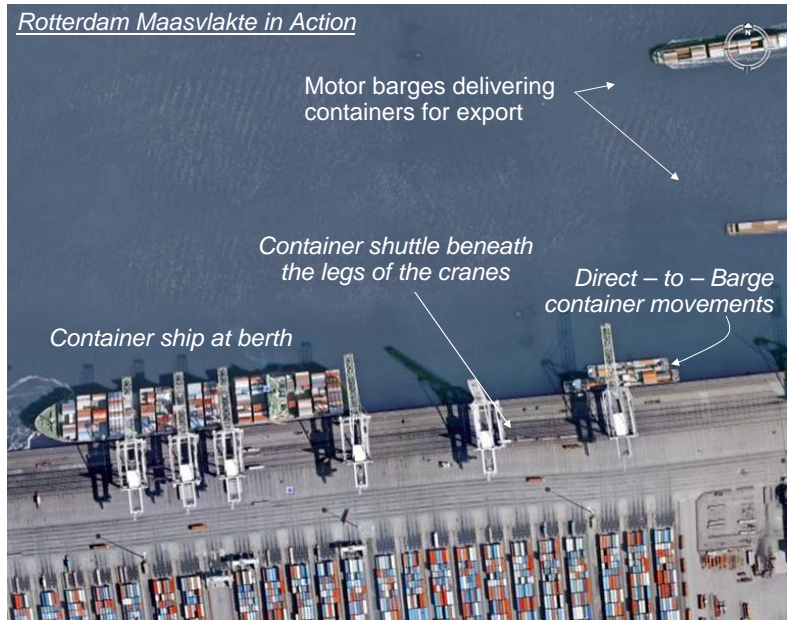 Rotterdam Maasvlakte in Action
N
Motor barges delivering
containers for export
Container shuttle beneath
the legs of the cranes
Direct – to – Barge
container movements
Container ship at berth